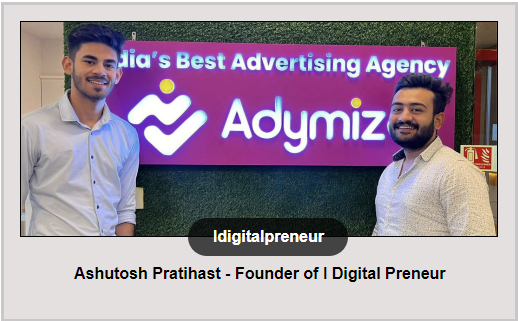 dia's Best Advertising Agency
Adymiz
Idigitalpreneur
Ashutosh Pratihast - Founder of I Digital Preneur